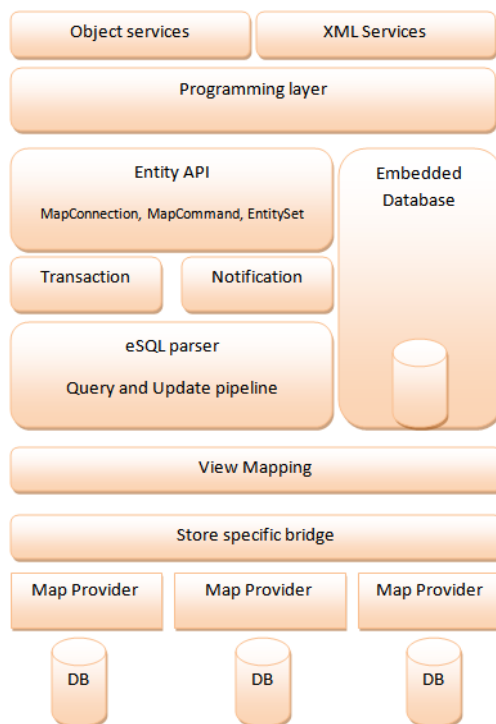 Object services
XML Services
Programming layer
Entity API
MapConnection, MapCommand, EntitySet
Embedded
Database
Transaction
Notification
eSQL parser
Query and Update pipeline
View Mapping
Store specific bridge
Map Provider
Map Provider
Map Provider
DB
DB
DB